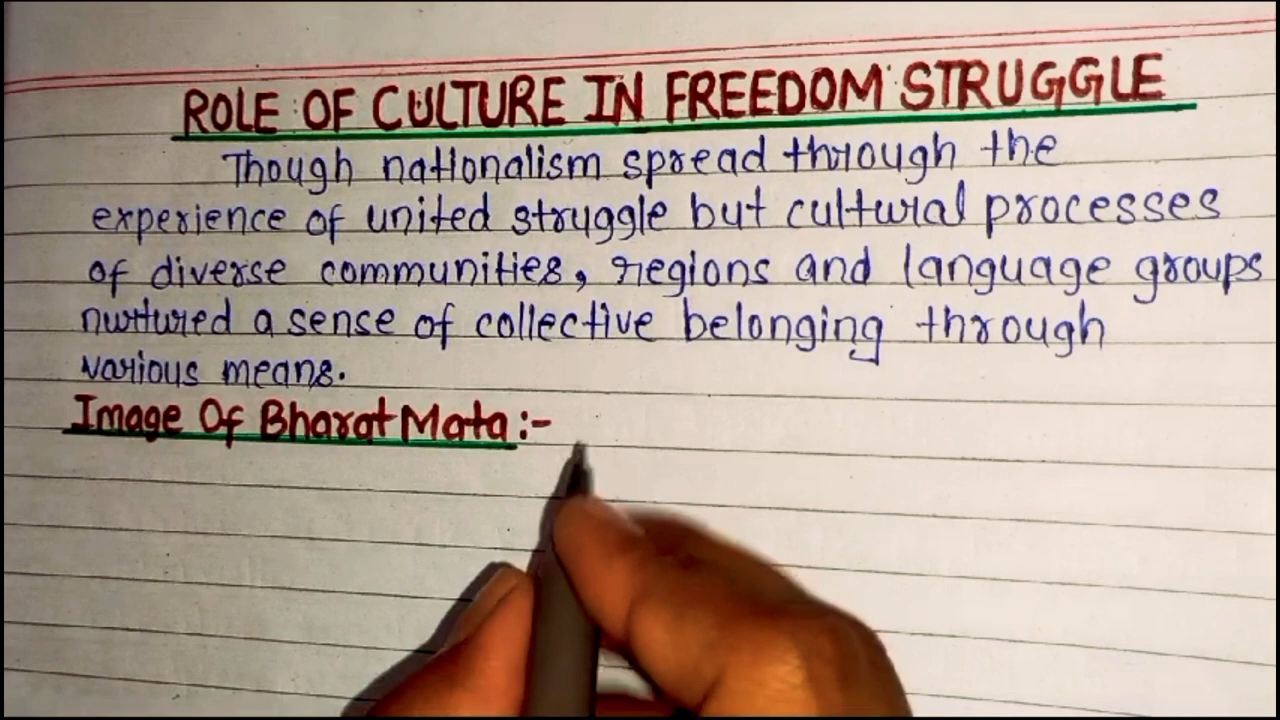 ROLE OF CULTURE IN FREEDOM STRUGGLE
Though nationalism spread through the
experience of united struggle but cultural processes
of diverse communities, regions and language groups
nurtured a sense of collective belonging through
various means.
Image Of Bharat Mata :-